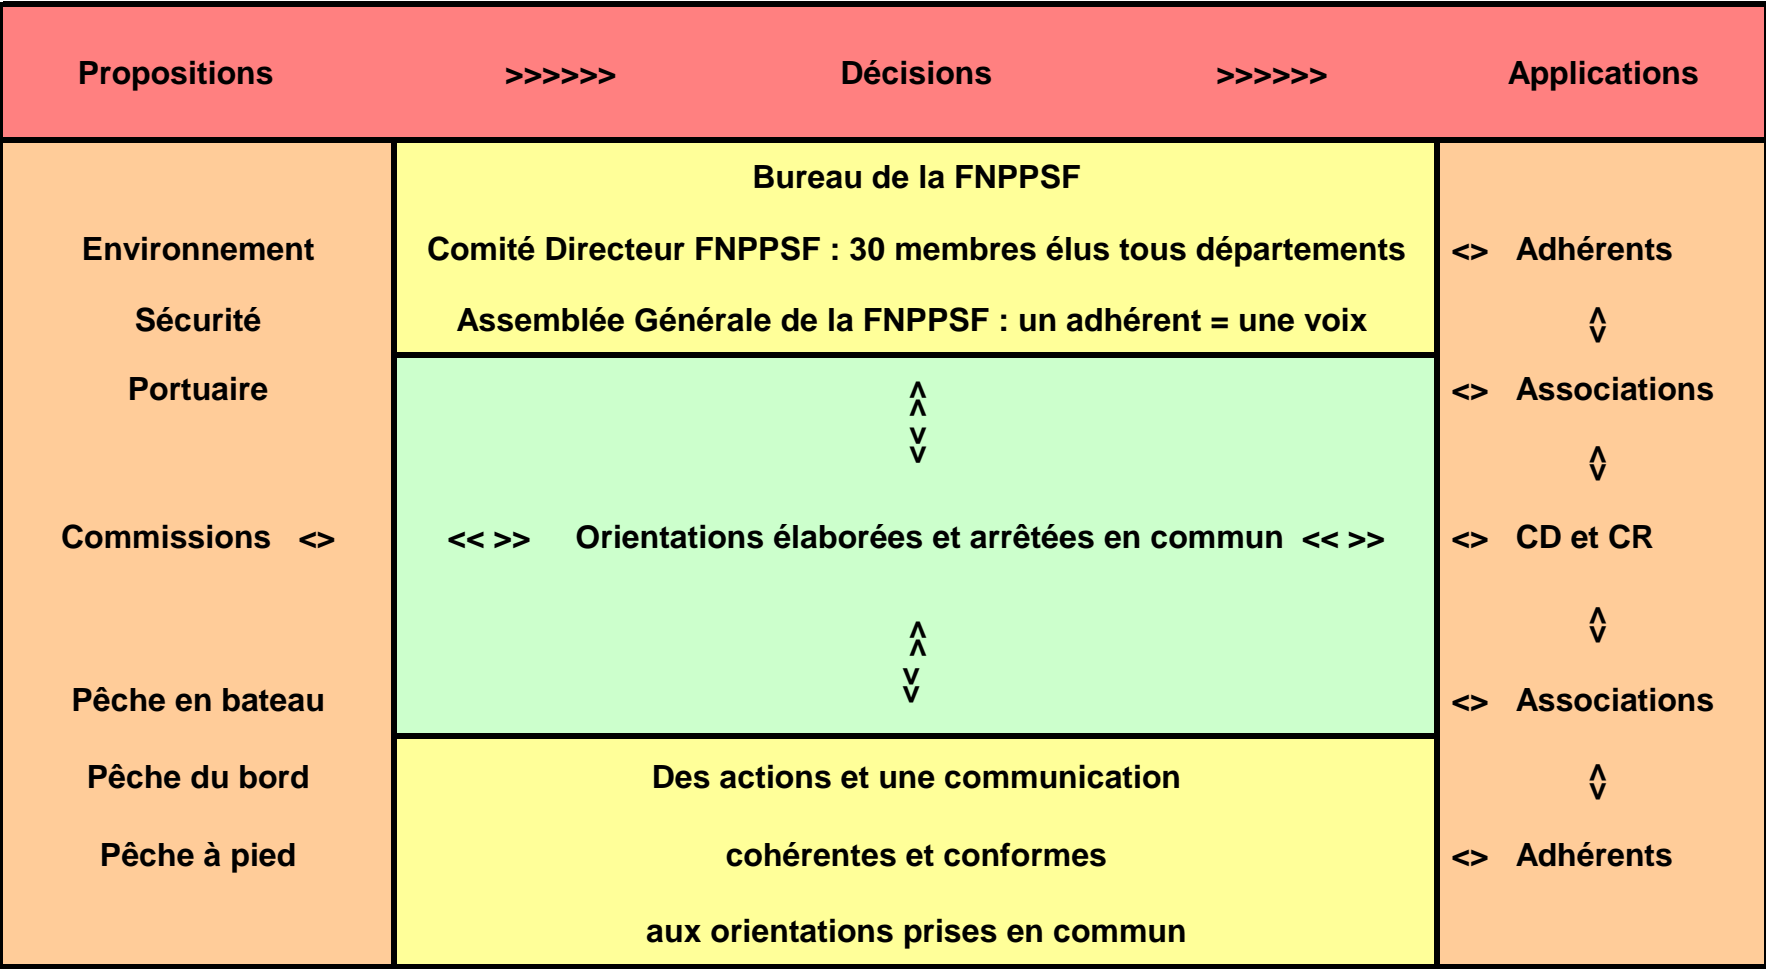 Propositions >>>>>> Décisions >>>>>> Applications
Bureau de la FNPPSF
Environnement Comité Directeur FNPPSF : 30 membres élus tous départements <> Adhérents
Sécurité Assemblée Générale de la FNPPSF : un adhérent = une voix <>
Portuaire << >> <> Associations
<>
Commissions <> << >> Orientations élaborées et arrêtées en commun << >> <> CD et CR
<< >> <>
Pêche en bateau <> Associations
Pêche du bord Des actions et une communication <>
Pêche à pied cohérentes et conformes <> Adhérents
aux orientations prises en commun